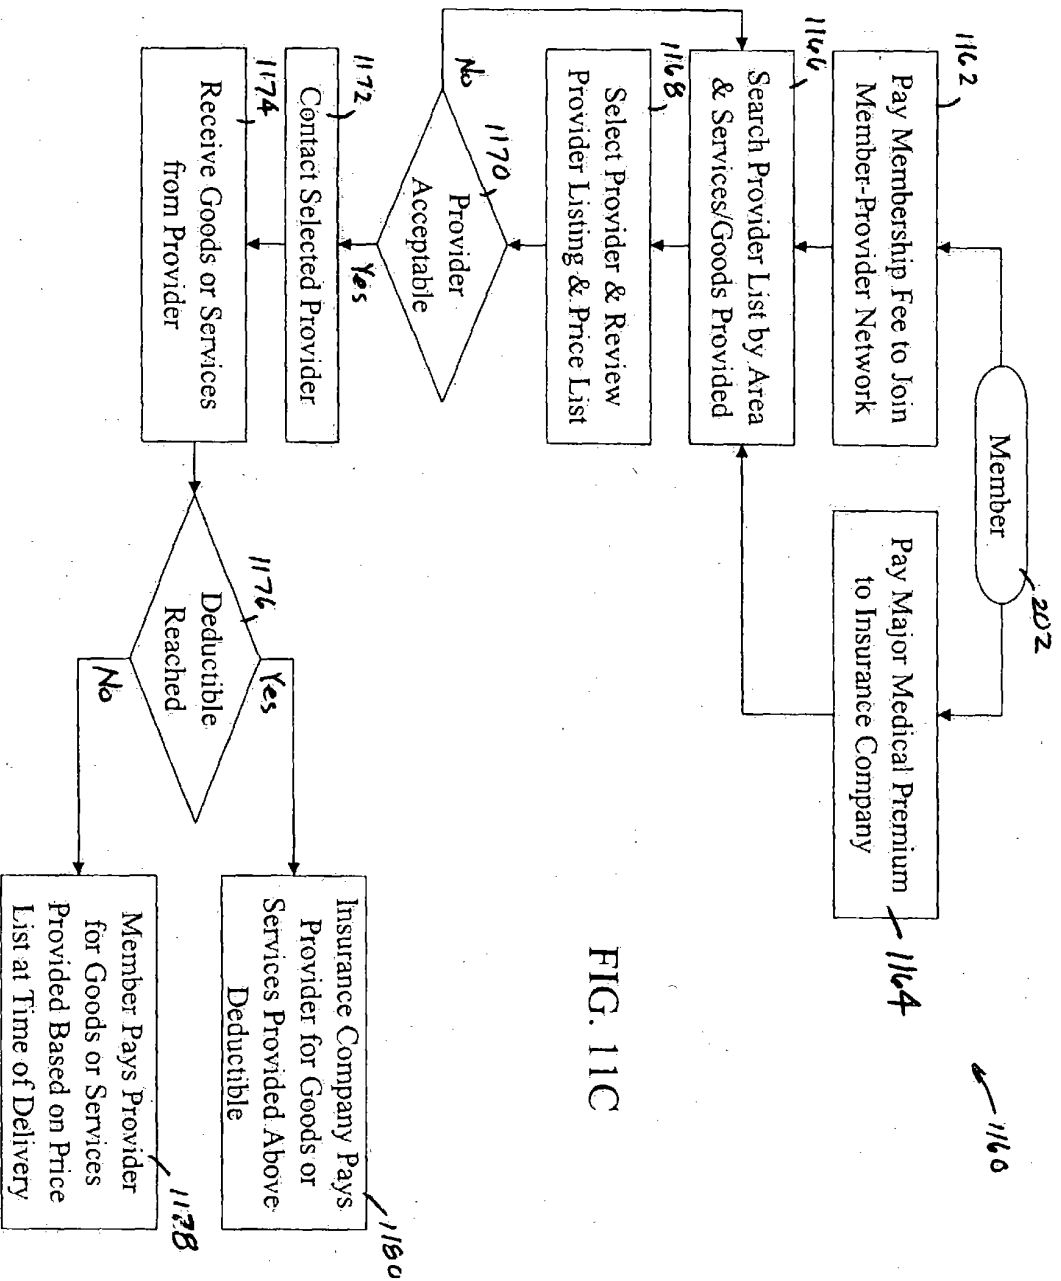 Member
202
1160
1162
Pay Membership Fee to Join
Member-Provider Network
Pay Major Medical Premium
to Insurance Company
1164
1166
Search Provider List by Area
& Services/Goods Provided
1168
Select Provider & Review
Provider Listing & Price List
FIG. 11C
1170
Provider
Acceptable
No
Yes
1172
Contact Selected Provider
1174
Receive Goods or Services
from Provider
1176
Deductible
Reached
Yes
No
Insurance Company Pays
Provider for Goods or
Services Provided Above
Deductible
1180
Member Pays Provider
for Goods or Services
Provided Based on Price
List at Time of Delivery
1178